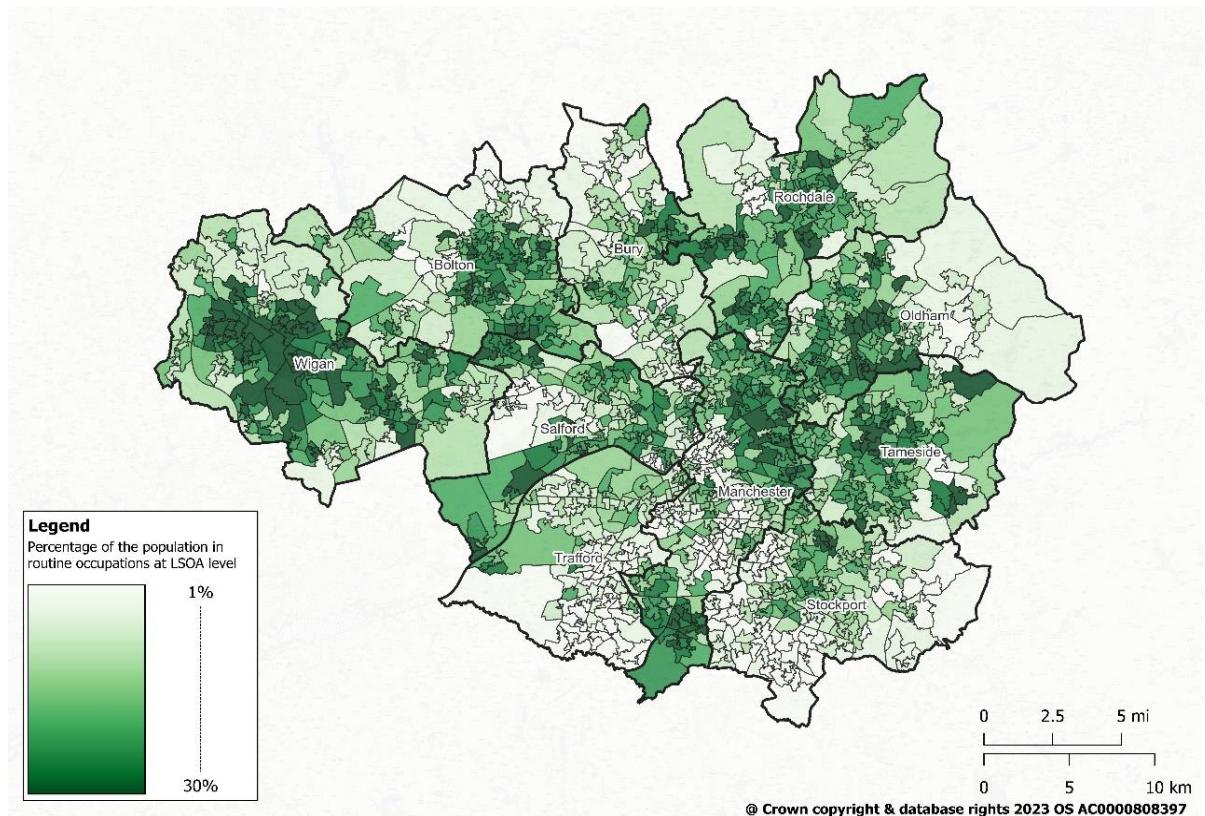 Rochdale
Bury
Bolton
Oldham
Wigan
Salford
Tameside
Manchester
Trafford
Stockport
Legend
Percentage of the population in
routine occupations at LSOA level
1%
30%
0 2.5 5 mi
0 5 10 km
@ Crown copyright & database rights 2023 OS AC0000808397